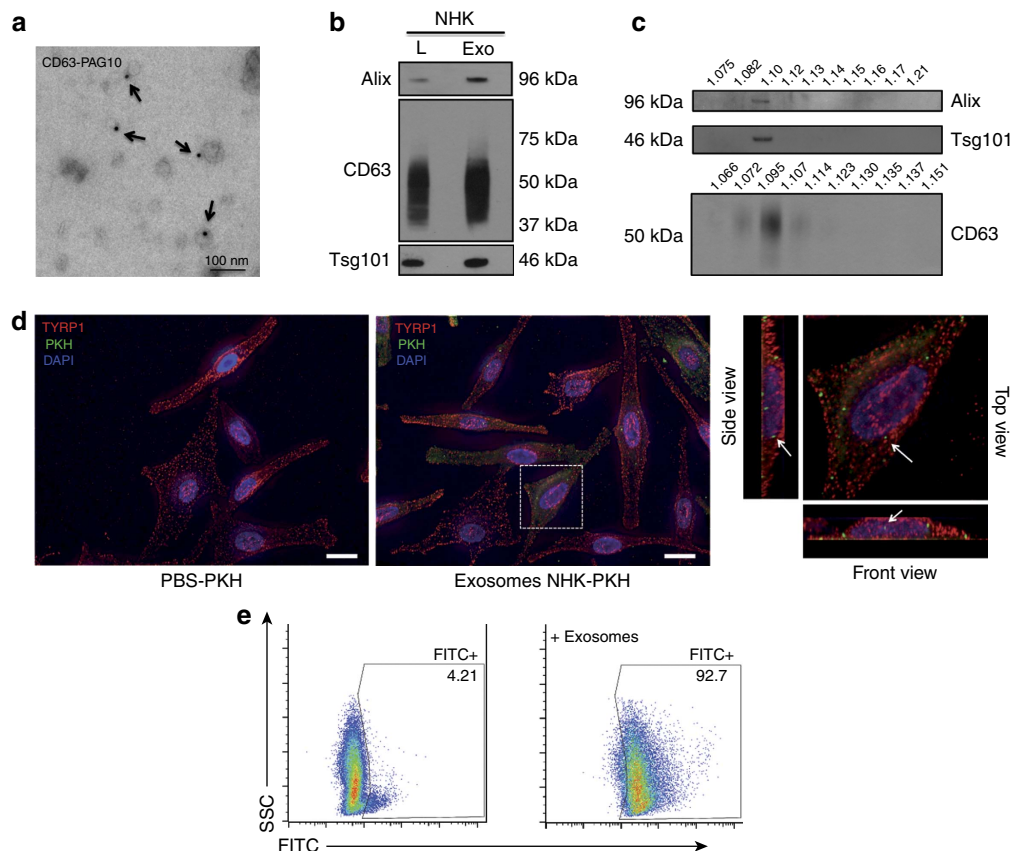 a
CD63-PAG10
100 nm
b
NHK
L Exo
Alix 96 kDa
75 kDa
CD63 50 kDa
37 kDa
Tsg101 46 kDa
c
1.075 1.082 1.10 1.12 1.13 1.14 1.15 1.16 1.17 1.21
96 kDa Alix
46 kDa Tsg101
1.066 1.072 1.095 1.107 1.114 1.123 1.130 1.135 1.137 1.151
50 kDa CD63
d
TYRP1
PKH
DAPI
PBS-PKH
TYRP1
PKH
DAPI
Exosomes NHK-PKH
Side view
Top view
Front view
e
SSC
FITC+
4.21
+ Exosomes
FITC+
92.7
FITC